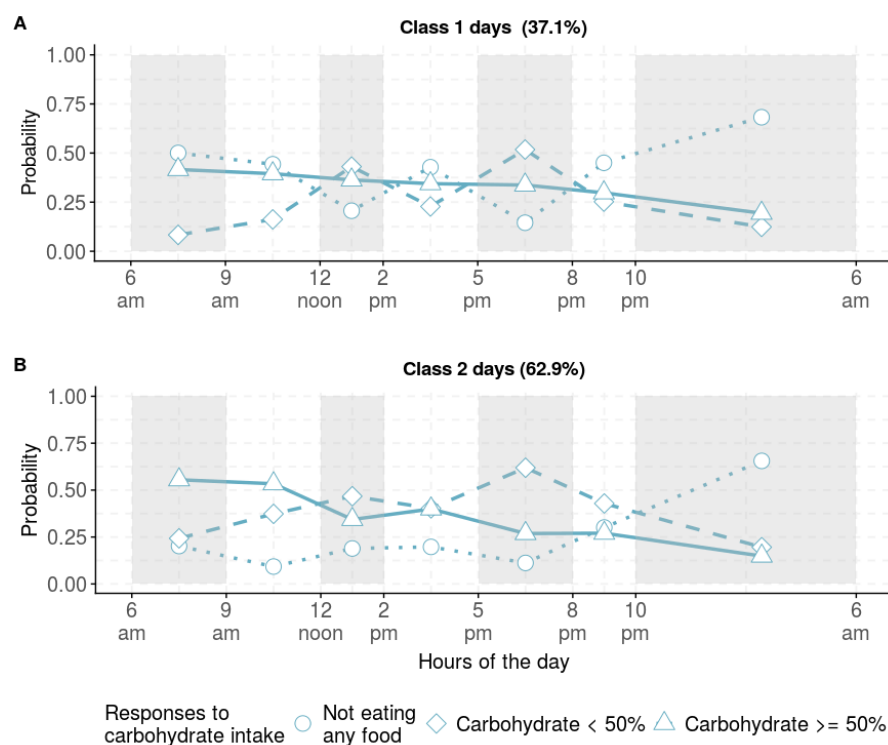 A
Class 1 days (37.1%)
Probability
1.00
0.75
0.50
0.25
0.00
6 9 12 2 5 8 10 6
am am noon pm pm pm pm am
B
Class 2 days (62.9%)
Probability
1.00
0.75
0.50
0.25
0.00
6 9 12 2 5 8 10 6
am am noon pm pm pm pm am
Hours of the day
Responses to
carbohydrate intake
Not eating
any food
Carbohydrate < 50%
Carbohydrate >= 50%